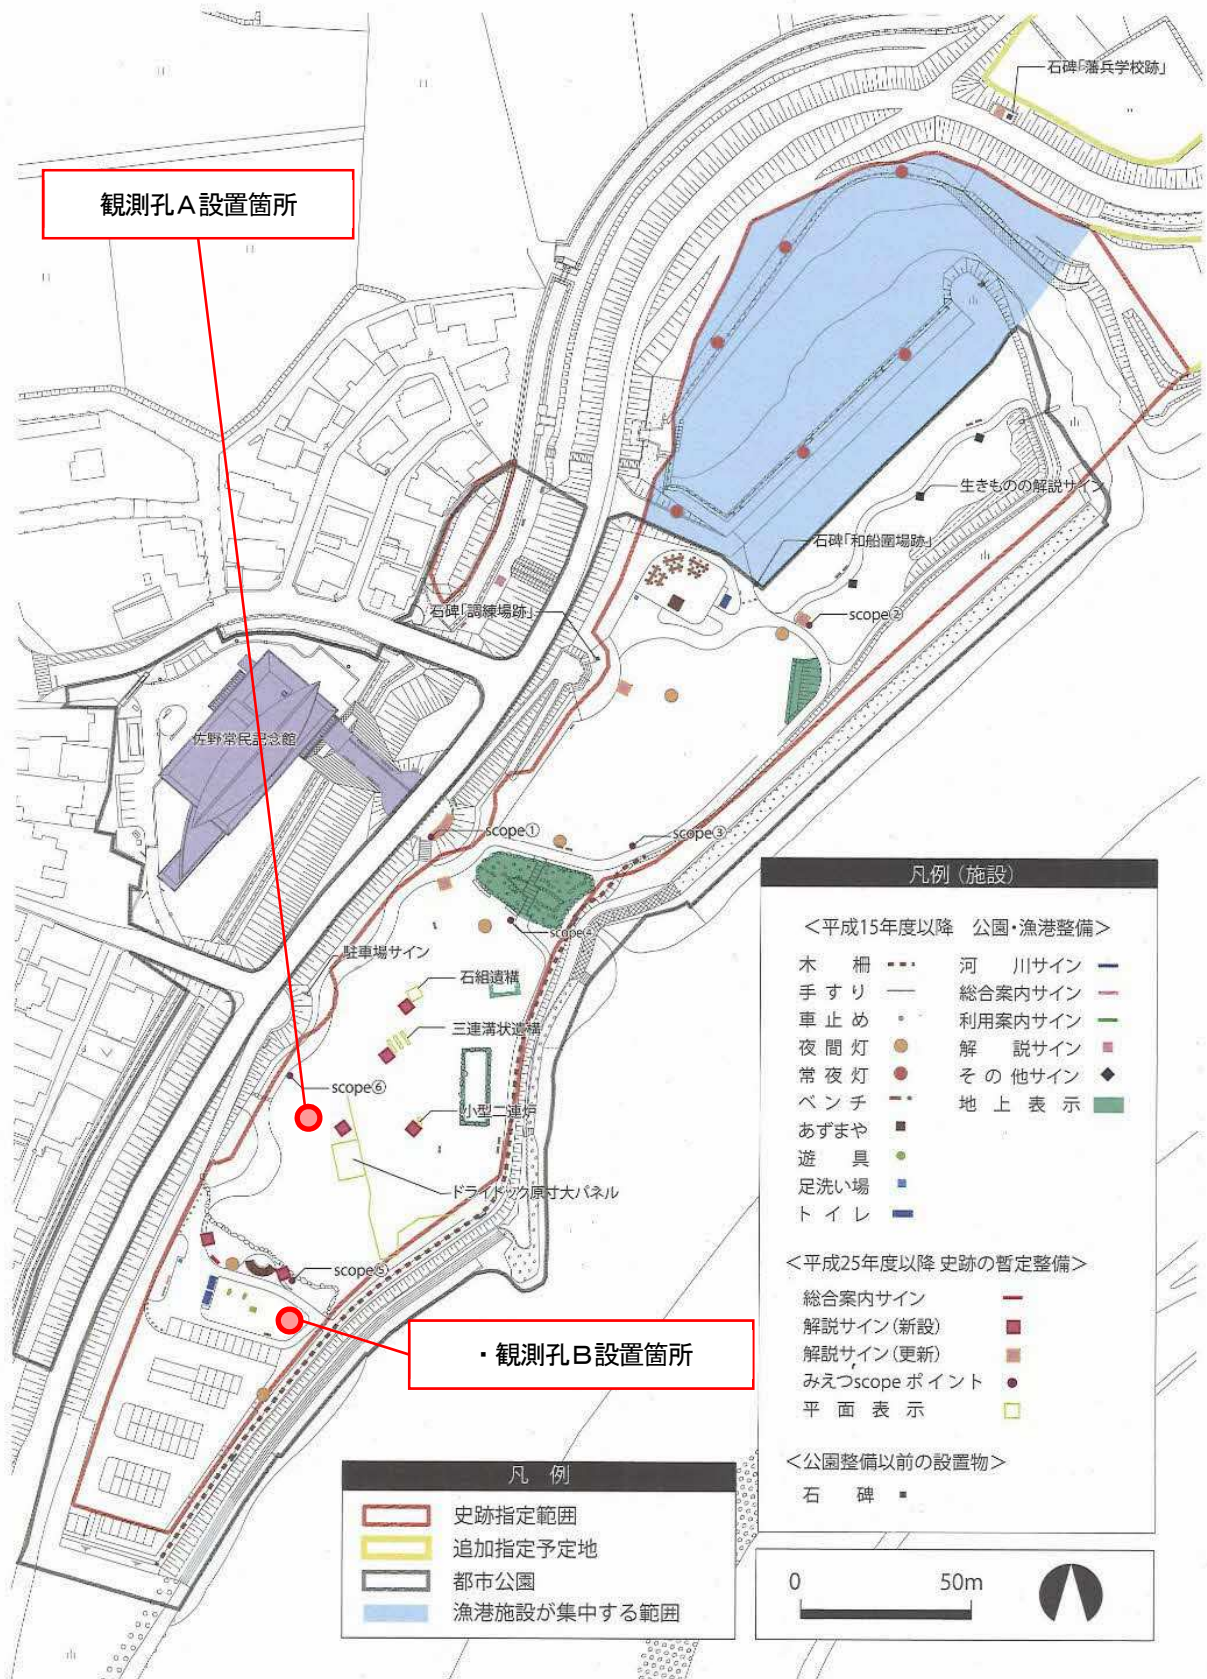 石碑「藩兵学校跡」
観測孔A設置箇所
生きものの解説サイン
石碑「和船圍場跡」
石碑「調練場跡」
scope②
佐野常民記念館
scope①
scope③
scope④
駐車場サイン
石組遺構
三連溝状遺構
scope⑥
小型二連炉
ドライドック原寸大パネル
scope⑤
・観測孔B設置箇所
凡例(施設)
<平成15年度以降 公園・漁港整備>
木柵
河川サイン
手すり
総合案内サイン
車止め
利用案内サイン
夜間灯
解説サイン
常夜灯
その他サイン
ベンチ
地上表示
あずまや
遊具
足洗い場
トイレ
<平成25年度以降 史跡の暫定整備>
総合案内サイン
解説サイン(新設)
解説サイン(更新)
みえつscope ポイント
平面表示
<公園整備以前の設置物>
石碑
凡例
史跡指定範囲
追加指定予定地
都市公園
漁港施設が集中する範囲
0 50m